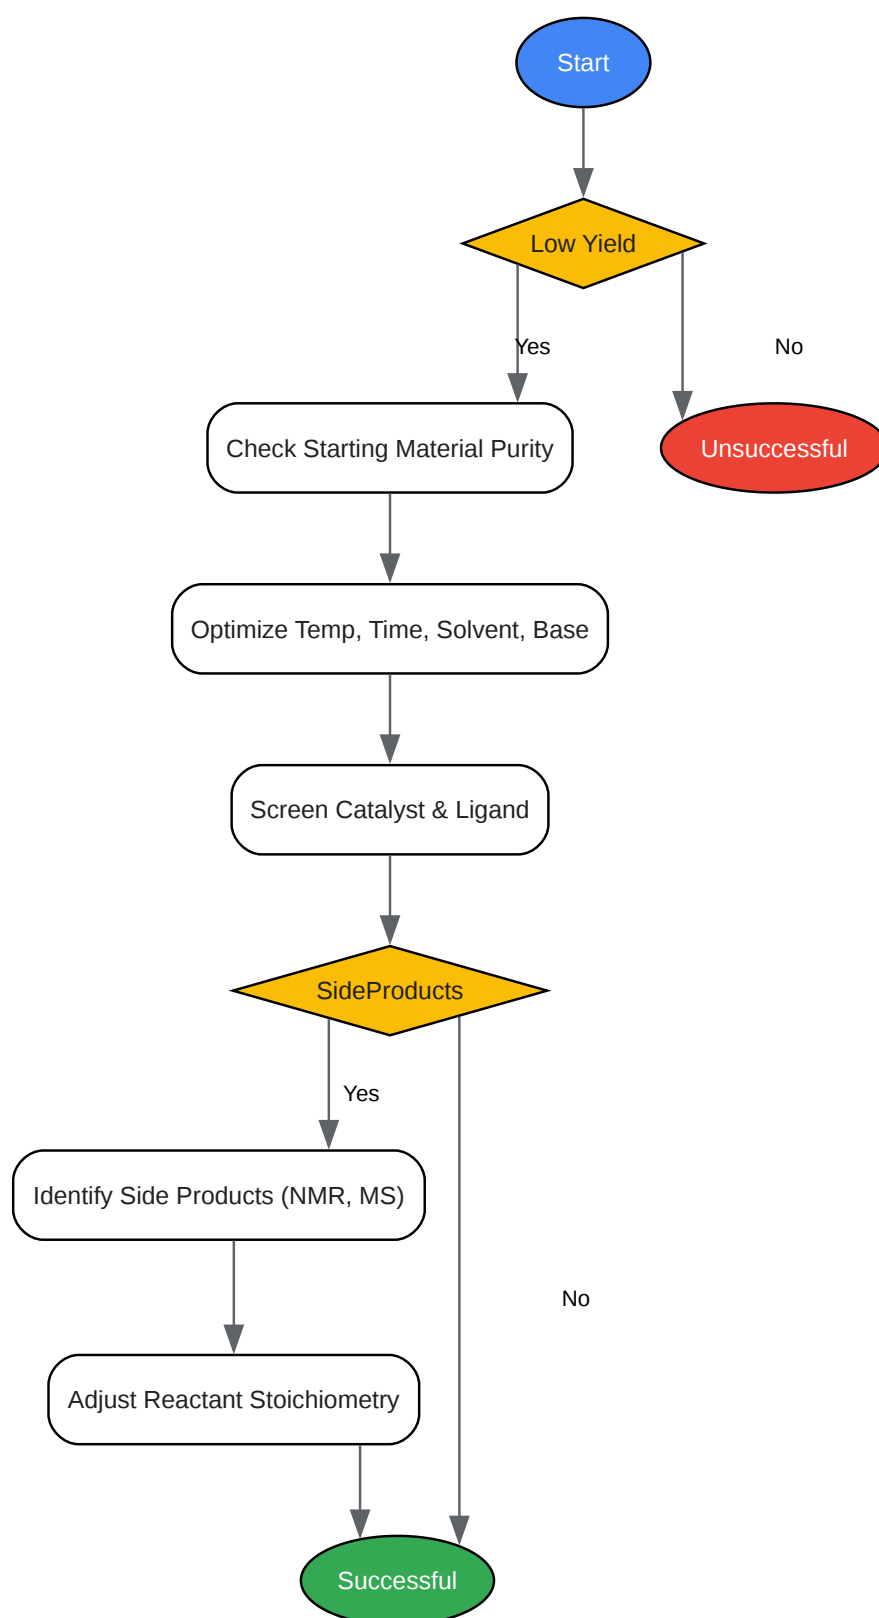 Start
Low Yield
Yes
No
Check Starting Material Purity
Unsuccessful
Optimize Temp, Time, Solvent, Base
Screen Catalyst & Ligand
SideProducts
Yes
Identify Side Products (NMR, MS)
No
Adjust Reactant Stoichiometry
Successful